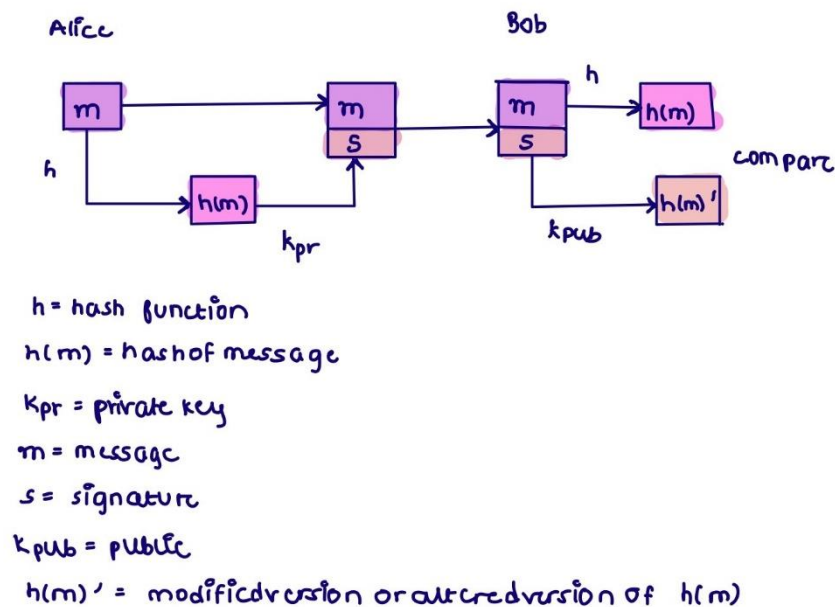 Alice Bob
h
m m m h(m)
s s
h compare
h(m) h(m)'
kpr kpub
h = hash function
h(m) = hash of message
kpr = private key
m = message
s = signature
kpub = public
h(m)' = modified version or altered version of h(m)